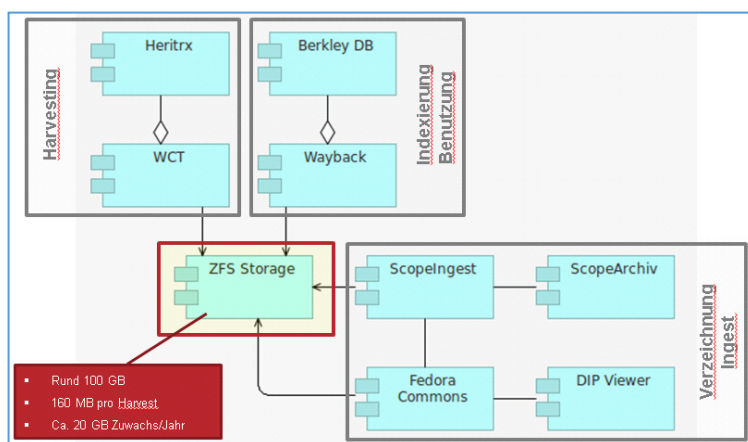 Harvesting
Heritrx
WCT
Berkley DB
Wayback
Indexierung
Benutzung
ZFS Storage
ScopeIngest
ScopeArchiv
Fedora
Commons
DIP Viewer
Verzeichnung
Ingest
Rund 100 GB
160 MB pro Harvest
Ca. 20 GB Zuwachs/Jahr